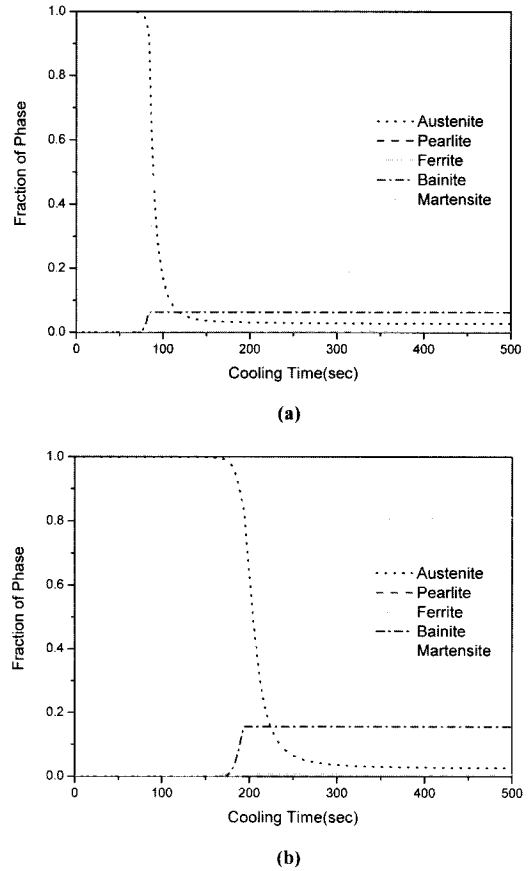 1.0
0.8
0.6
0.4
0.2
0.0
Fraction of Phase
Austenite
Pearlite
Ferrite
Bainite
Martensite
0 100 200 300 400 500
Cooling Time(sec)
(a)
1.0
0.8
0.6
0.4
0.2
0.0
Fraction of Phase
Austenite
Pearlite
Ferrite
Bainite
Martensite
0 100 200 300 400 500
Cooling Time(sec)
(b)